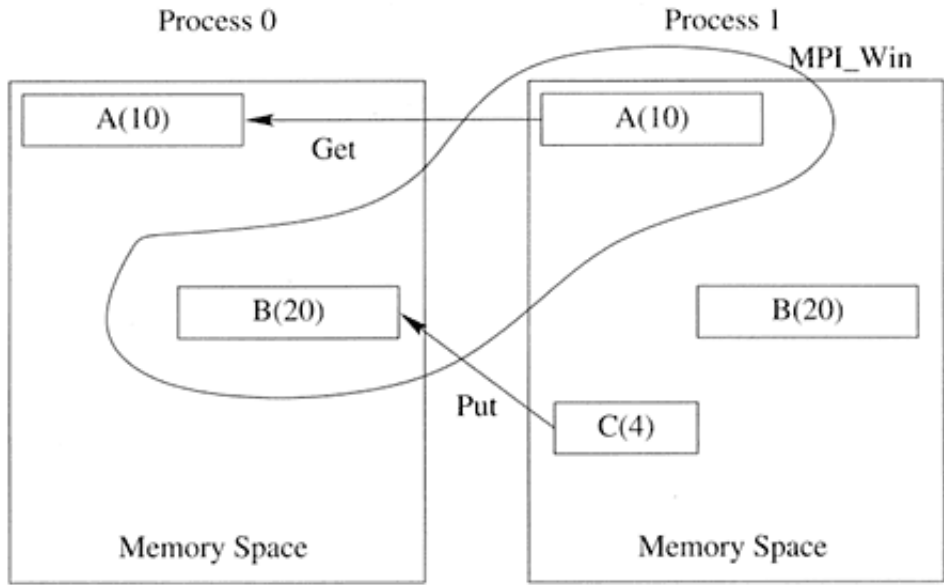 Process 0
Process 1
MPI_Win
A(10)
A(10)
Get
B(20)
B(20)
Put
C(4)
Memory Space
Memory Space